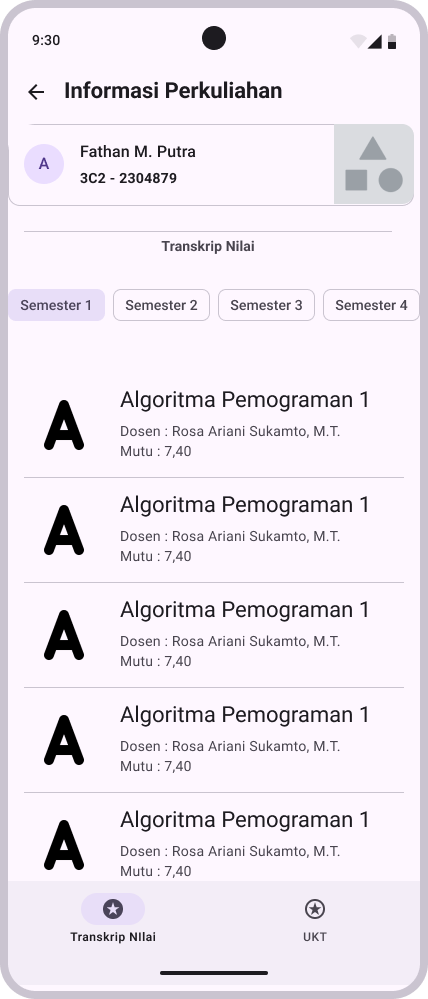 9:30
Informasi Perkuliahan
A
Fathan M. Putra
3C2 - 2304879
Transkrip Nilai
Semester 1
Semester 2
Semester 3
Semester 4
A
Algoritma Pemograman 1
Dosen : Rosa Ariani Sukamto, M.T.
Mutu : 7,40
A
Algoritma Pemograman 1
Dosen : Rosa Ariani Sukamto, M.T.
Mutu : 7,40
A
Algoritma Pemograman 1
Dosen : Rosa Ariani Sukamto, M.T.
Mutu : 7,40
A
Algoritma Pemograman 1
Dosen : Rosa Ariani Sukamto, M.T.
Mutu : 7,40
A
Algoritma Pemograman 1
Dosen : Rosa Ariani Sukamto, M.T.
Mutu : 7,40
Transkrip NIlai
UKT